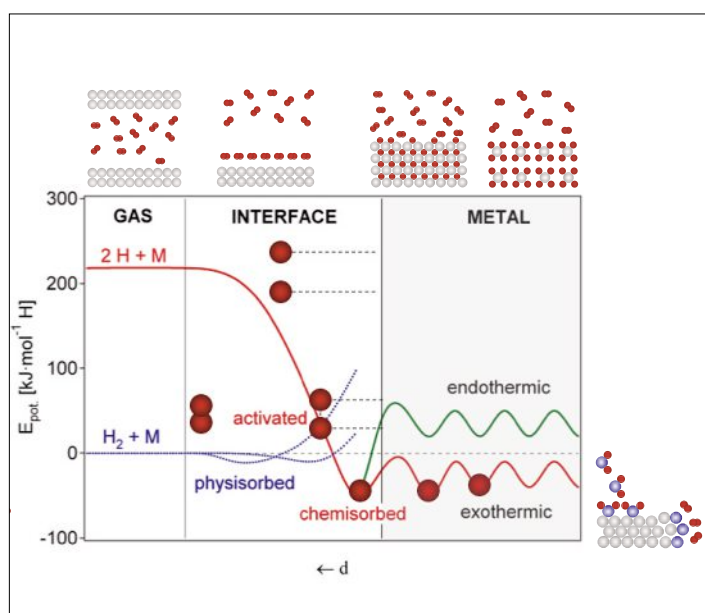 300
200
100
0
-100
E_pot. [kJ·mol⁻¹ H]
GAS
INTERFACE
METAL
2 H + M
H₂ + M
activated
physisorbed
chemisorbed
endothermic
exothermic
← d